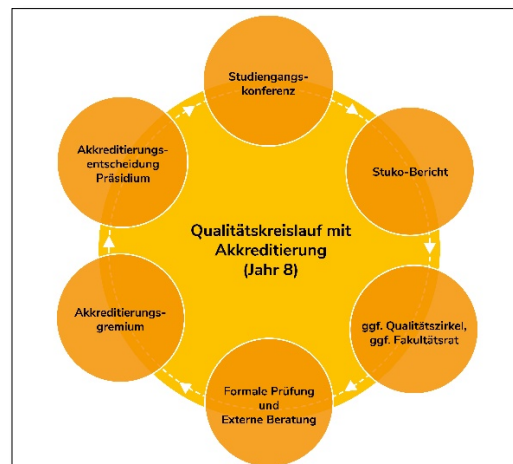 Studiengangs-
konferenz
Stuko-Bericht
ggf. Qualitätszirkel,
ggf. Fakultätsrat
Formale Prüfung
und
Externe Beratung
Akkreditierungs-
gremium
Akkreditierungs-
entscheidung
Präsidium
Qualitätskreislauf mit
Akkreditierung
(Jahr 8)